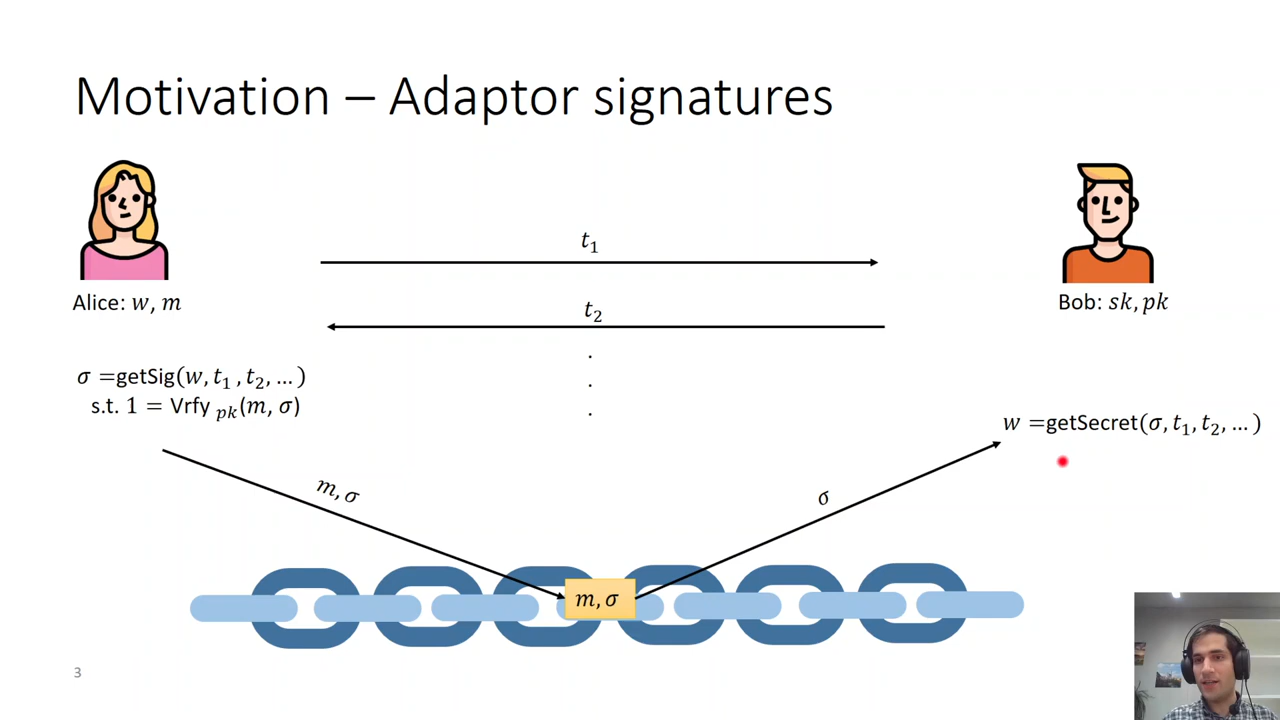 Motivation – Adaptor signatures
t₁
Alice: w, m
Bob: sk, pk
t₂
.
.
.
σ =getSig(w, t₁ , t₂, … )
s.t. 1 = Vrfy pk(m, σ)
w =getSecret(σ, t₁, t₂, … )
m, σ
σ
m, σ
3